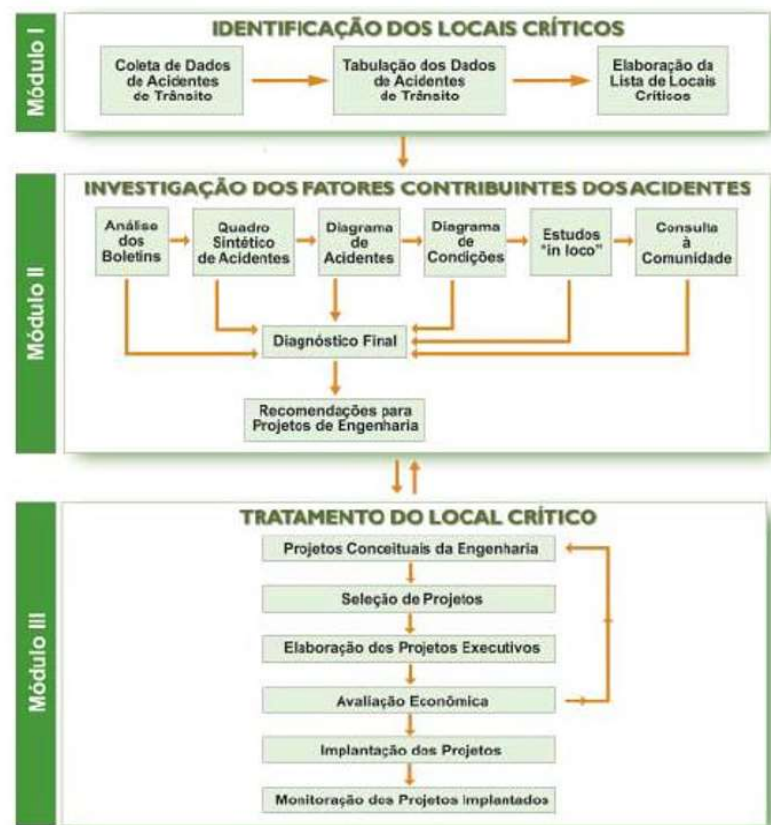 Módulo I
IDENTIFICAÇÃO DOS LOCAIS CRÍTICOS
Coleta de Dados
de Acidentes
de Trânsito
Tabulação dos Dados
de Acidentes
de Trânsito
Elaboração da
Lista de Locais
Críticos
Módulo II
INVESTIGAÇÃO DOS FATORES CONTRIBUINTES DOS ACIDENTES
Análise
dos
Boletins
Quadro
Sintético
de Acidentes
Diagrama
de
Acidentes
Diagrama
de
Condições
Estudos
"in loco"
Consulta
à
Comunidade
Diagnóstico Final
Recomendações para
Projetos de Engenharia
Módulo III
TRATAMENTO DO LOCAL CRÍTICO
Projetos Conceituais da Engenharia
Seleção de Projetos
Elaboração dos Projetos Executivos
Avaliação Econômica
Implantação dos Projetos
Monitoração dos Projetos Implantados